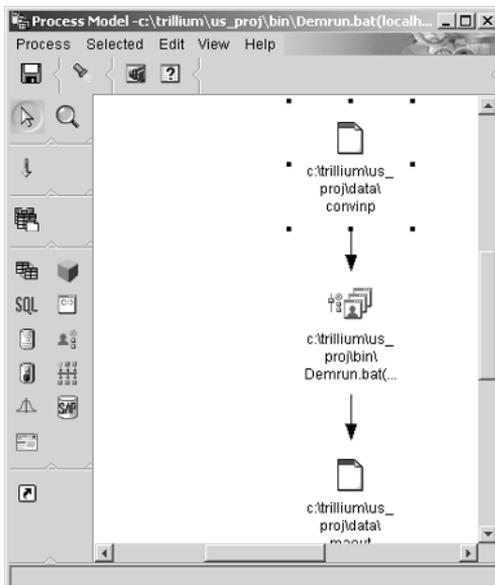 Process Model -c:\trillium\us_proj\bin\Demrun.bat(localh...
Process Selected Edit View Help
c:\trillium\us_
proj\data\
convinp
SQL
c:\trillium\us_
proj\bin\
Demrun.bat(...
SAP
c:\trillium\us_
proj\data\